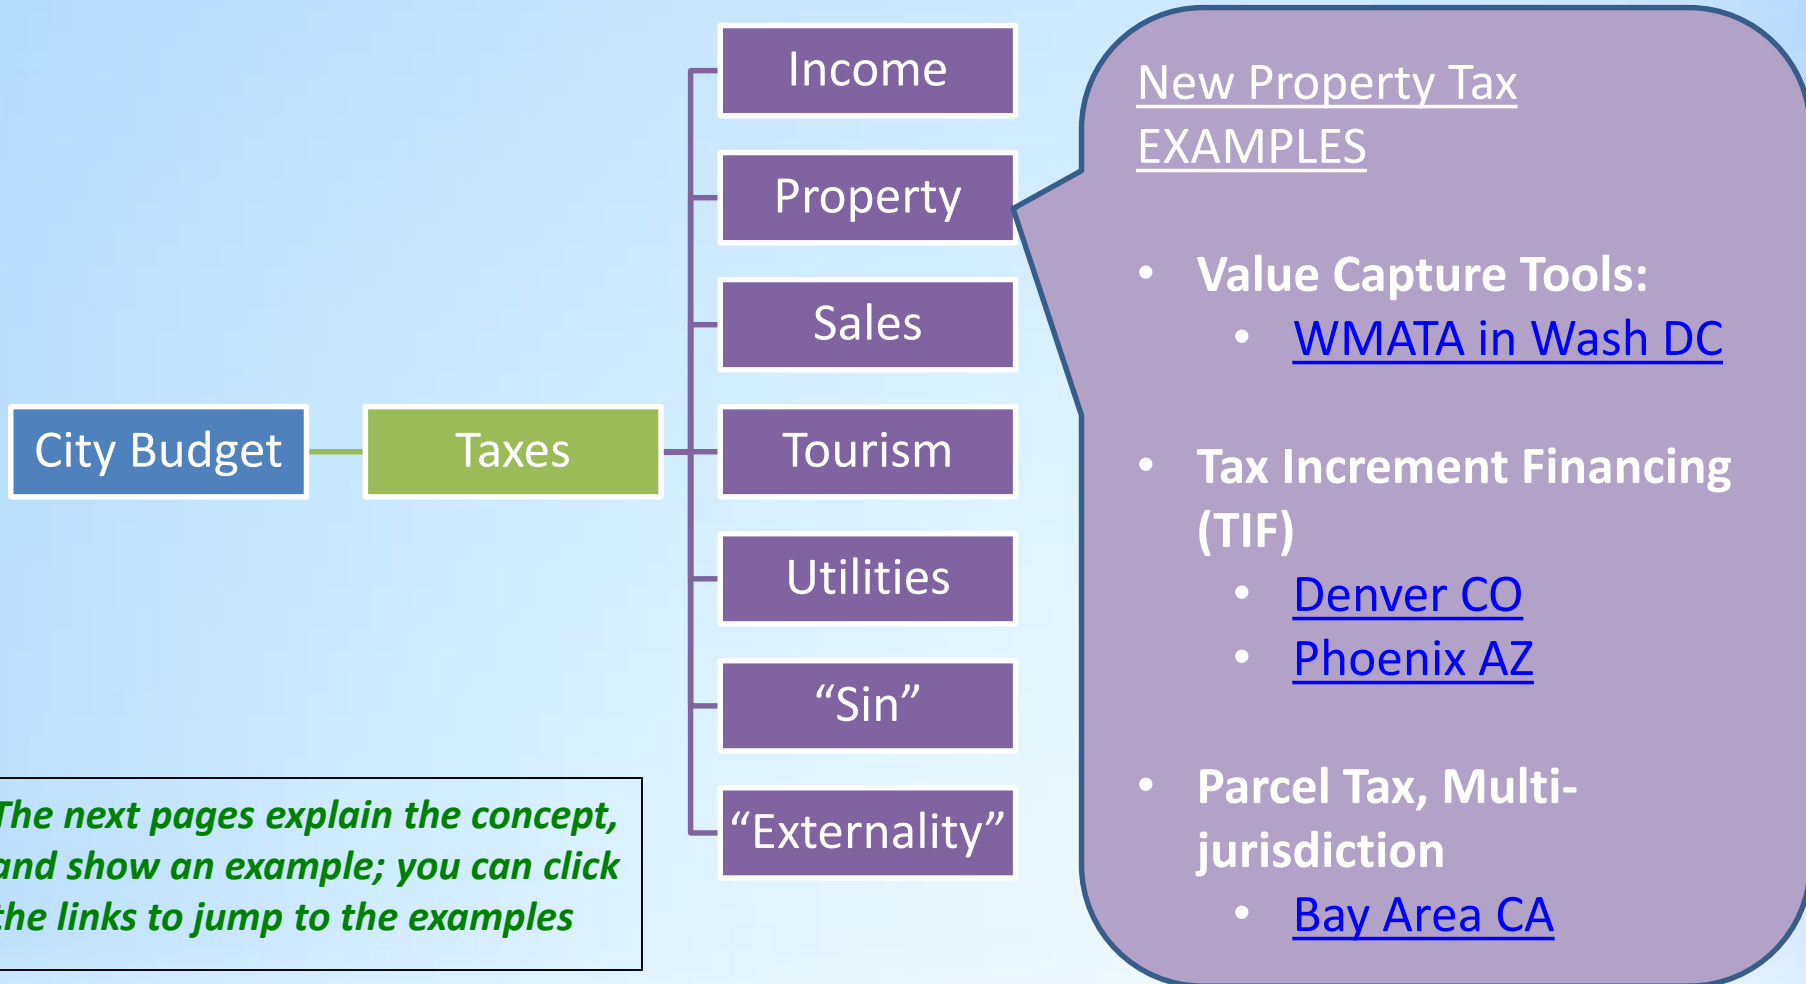 Income
Property
Sales
City Budget
Taxes
Tourism
Utilities
“Sin”
“Externality”
New Property Tax
EXAMPLES
• Value Capture Tools:
• WMATA in Wash DC
• Tax Increment Financing
(TIF)
• Denver CO
• Phoenix AZ
• Parcel Tax, Multi-
jurisdiction
• Bay Area CA
The next pages explain the concept,
and show an example; you can click
the links to jump to the examples